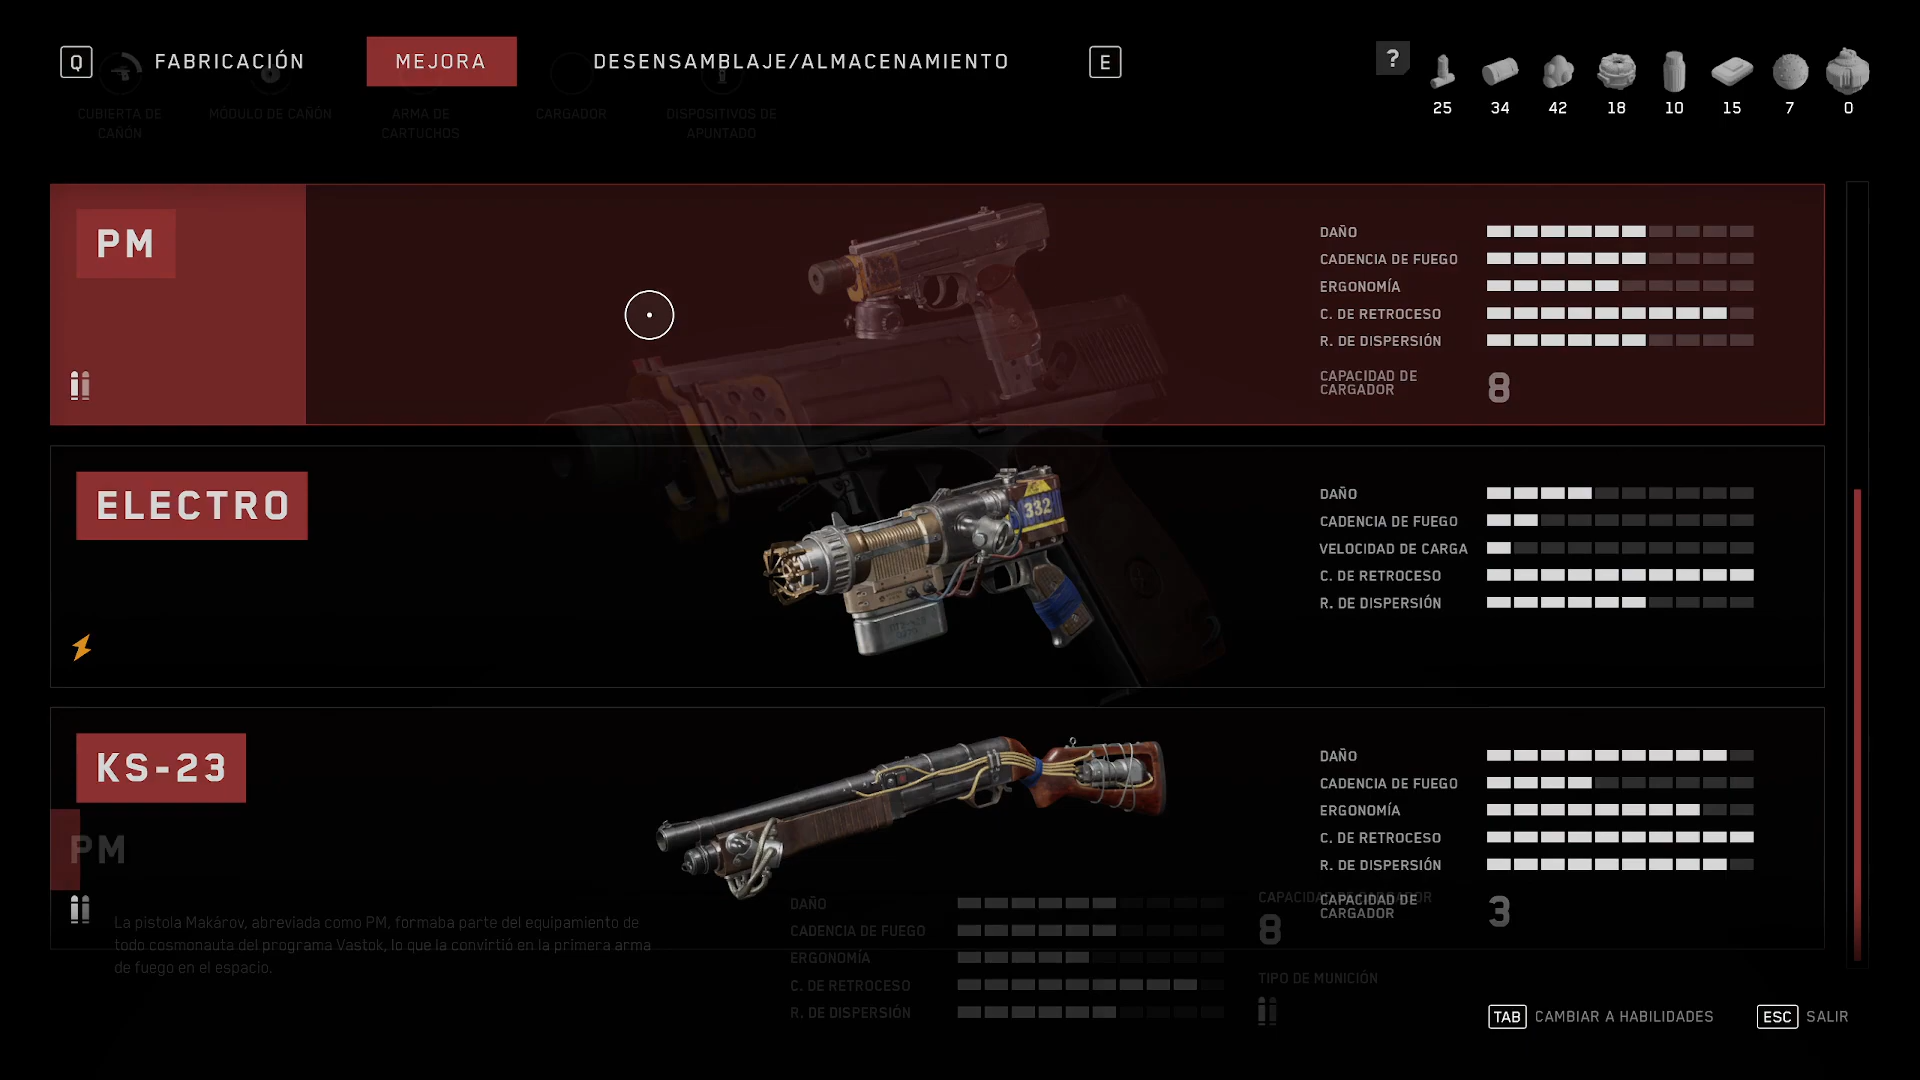 Q
FABRICACIÓN
MEJORA
DESENSAMBLAJE/ALMACENAMIENTO
E
?
25
34
42
18
10
15
7
0
CUBIERTA DE
CAÑÓN
MÓDULO DE CAÑÓN
ARMA DE
CARTUCHOS
CARGADOR
DISPOSITIVOS DE
APUNTADO
PM
DAÑO
CADENCIA DE FUEGO
ERGONOMÍA
C. DE RETROCESO
R. DE DISPERSIÓN
CAPACIDAD DE
CARGADOR
8
ELECTRO
332
DAÑO
CADENCIA DE FUEGO
VELOCIDAD DE CARGA
C. DE RETROCESO
R. DE DISPERSIÓN
KS-23
DAÑO
CADENCIA DE FUEGO
ERGONOMÍA
C. DE RETROCESO
R. DE DISPERSIÓN
CAPACIDAD DE
CARGADOR
3
PM
La pistola Makárov, abreviada como PM, formaba parte del equipamiento de
todo cosmonauta del programa Vastok, lo que la convirtió en la primera arma
de fuego en el espacio.
DAÑO
CADENCIA DE FUEGO
ERGONOMÍA
C. DE RETROCESO
R. DE DISPERSIÓN
CAPACIDAD DE CARGADOR
8
TIPO DE MUNICIÓN
TAB CAMBIAR A HABILIDADES
ESC SALIR